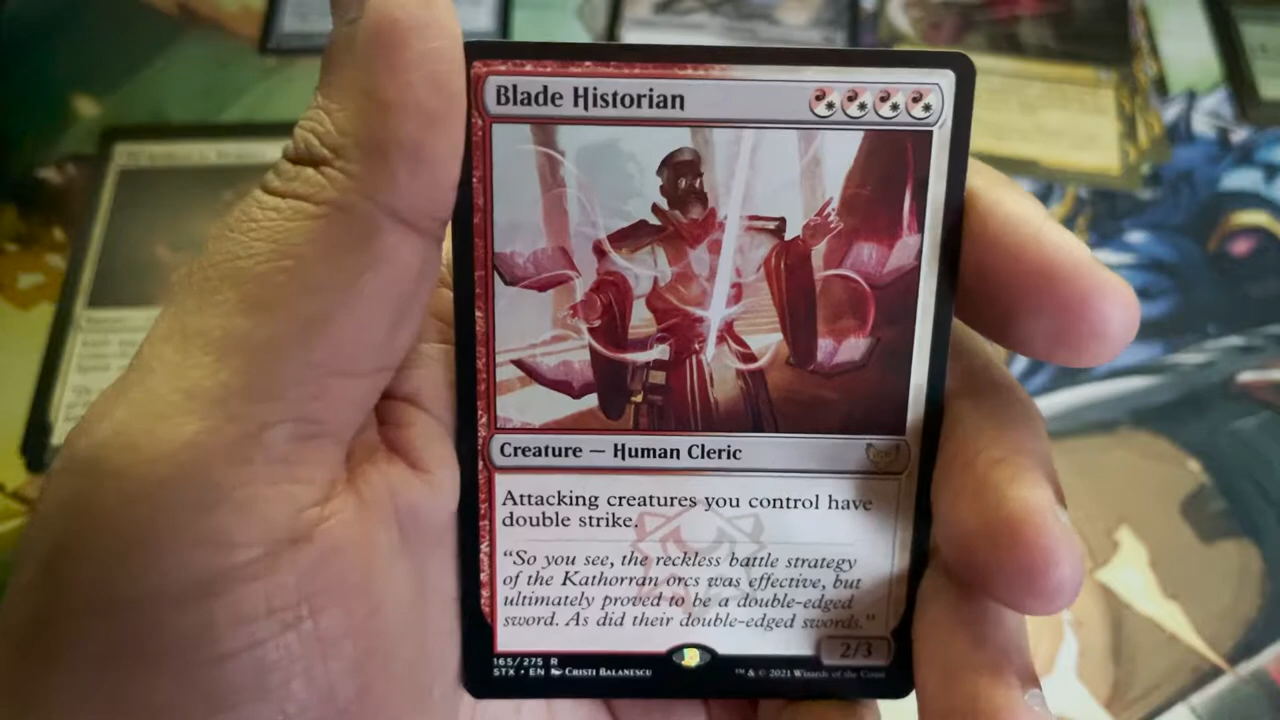 Blade Historian
Creature — Human Cleric
Attacking creatures you control have
double strike.
"So you see, the reckless battle strategy
of the Kathorran orcs was effective, but
ultimately proved to be a double-edged
sword. As did their double-edged swords."
2/3
165/275 R
STX • EN Cristi Balanescu
™ & © 2021 Wizards of the Coast